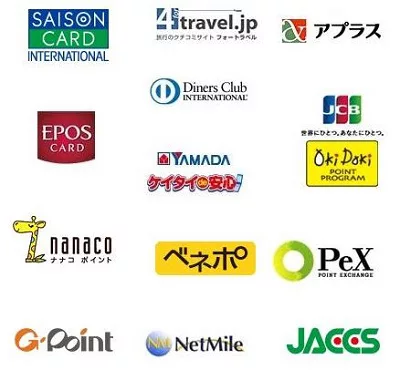 SAISON
CARD
INTERNATIONAL
4travel.jp
旅行のクチコミサイト フォートラベル
アプラス
Diners Club
INTERNATIONAL
EPOS
CARD
JCB
世界にひとつ。あなたにひとつ。
YAMADA
ケイタイde安心!
Oki Doki
POINT
PROGRAM
nanaco
ナナコ ポイント
ベネポ
PeX
POINT EXCHANGE
G-Point
NM NetMile
JACCS